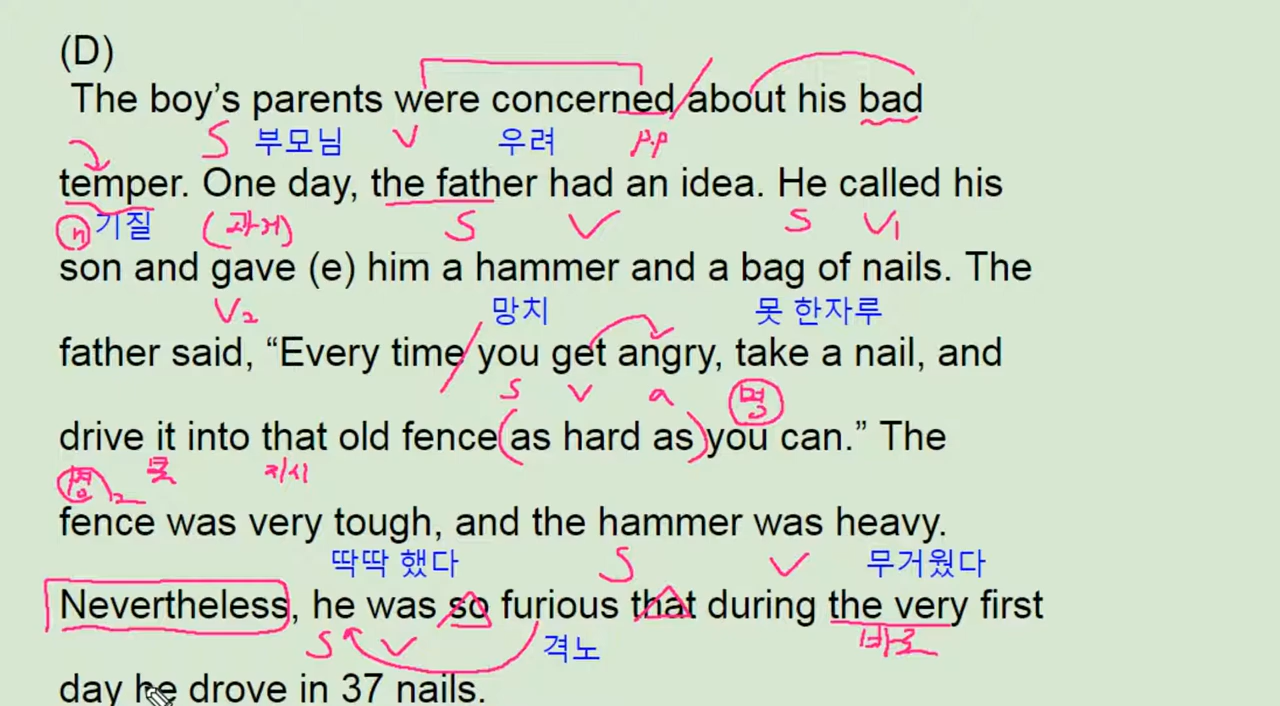 (D)
The boy's parents were concerned about his bad
S 부모님 V 우려 p.p
temper. One day, the father had an idea. He called his
n 기질 (과거) S V S V1
son and gave (e) him a hammer and a bag of nails. The
V2 망치 못 한자루
father said, “Every time you get angry, take a nail, and
S V a 명
drive it into that old fence as hard as you can.” The
명2 못 지시
fence was very tough, and the hammer was heavy.
딱딱 했다 S V 무거웠다
Nevertheless, he was so furious that during the very first
S V 격노 바로
day he drove in 37 nails.